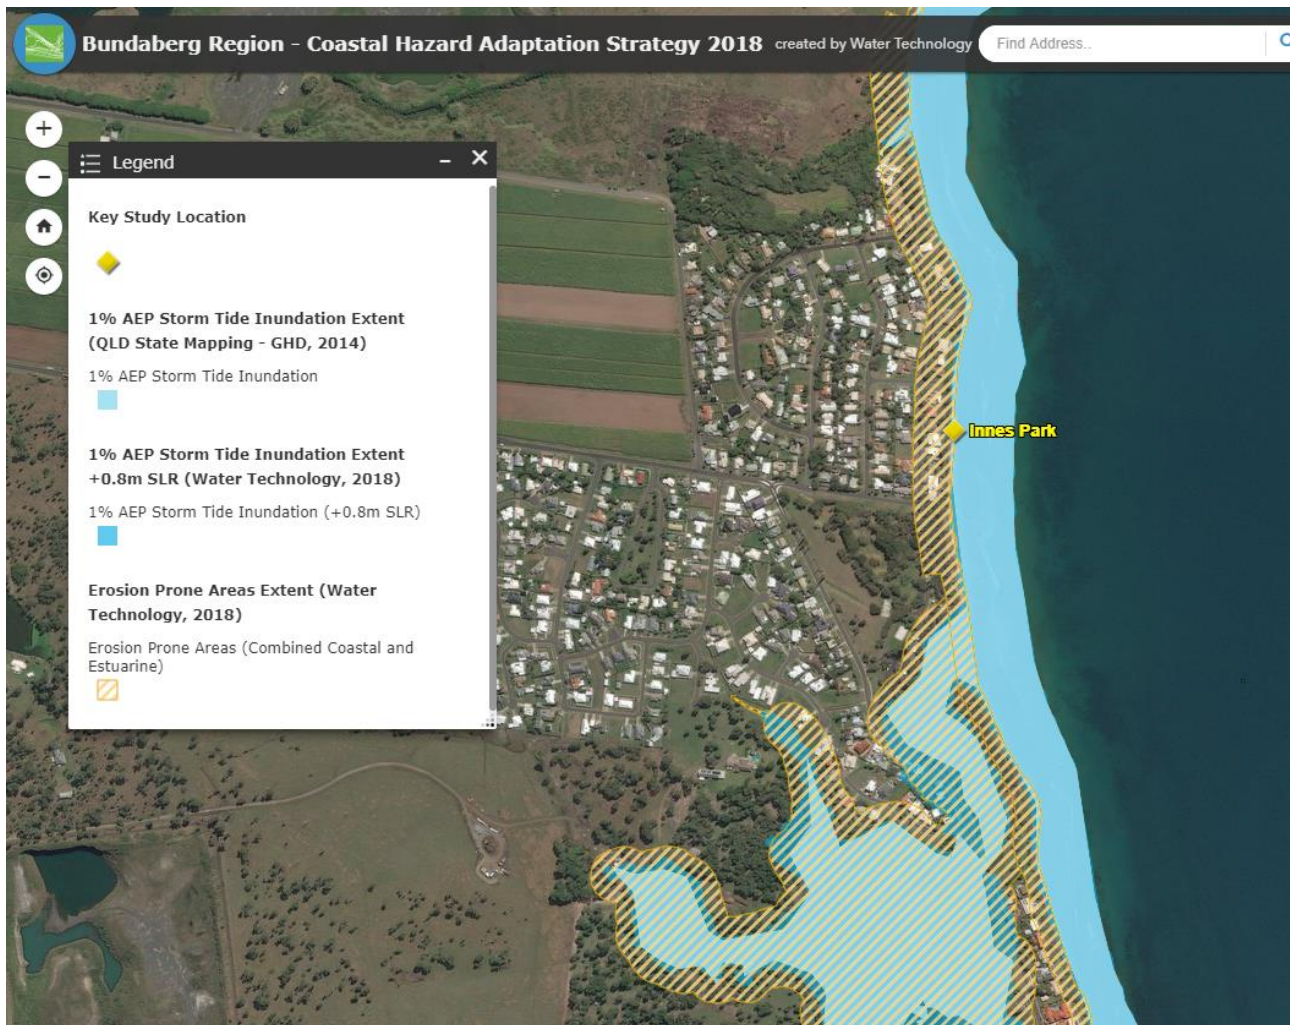 Bundaberg Region - Coastal Hazard Adaptation Strategy 2018 created by Water Technology
Find Address..
Legend
Key Study Location
1% AEP Storm Tide Inundation Extent
(QLD State Mapping - GHD, 2014)
1% AEP Storm Tide Inundation
1% AEP Storm Tide Inundation Extent
+0.8m SLR (Water Technology, 2018)
1% AEP Storm Tide Inundation (+0.8m SLR)
Erosion Prone Areas Extent (Water
Technology, 2018)
Erosion Prone Areas (Combined Coastal and
Estuarine)
Innes Park